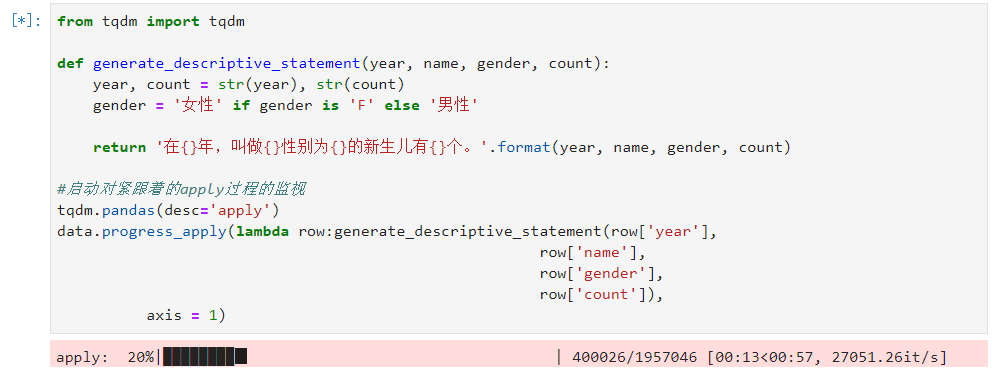 [*]:
from tqdm import tqdm
def generate_descriptive_statement(year, name, gender, count):
    year, count = str(year), str(count)
    gender = '女性' if gender is 'F' else '男性'
    return '在{}年，叫做{}性别为{}的新生儿有{}个。'.format(year, name, gender, count)
#启动对紧跟着的apply过程的监视
tqdm.pandas(desc='apply')
data.progress_apply(lambda row:generate_descriptive_statement(row['year'],
                                                      row['name'],
                                                      row['gender'],
                                                      row['count']),
          axis = 1)
apply:  20%|| 400026/1957046 [00:13<00:57, 27051.26it/s]